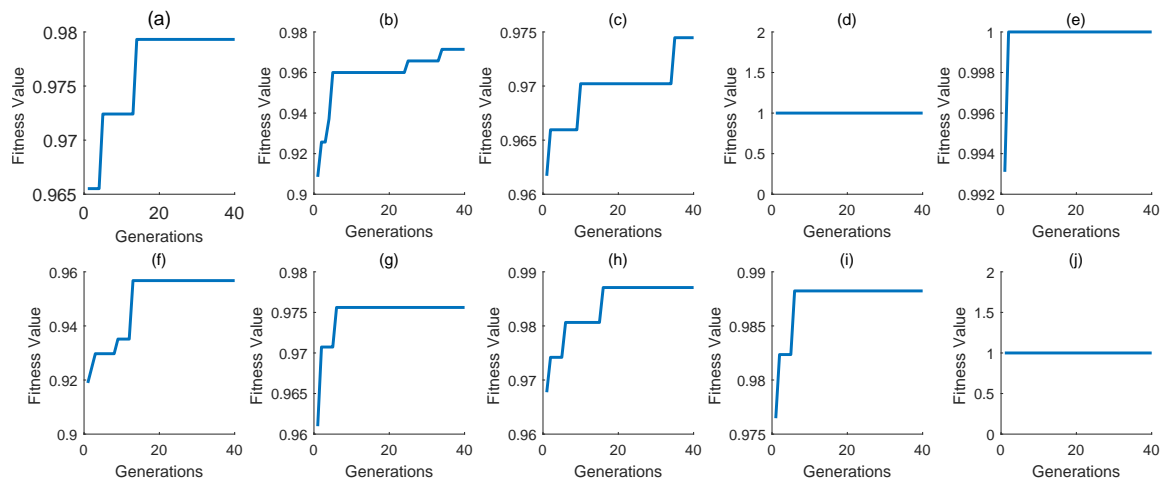 (a)
0.98
0.975
0.97
0.965
0
20
40
Fitness Value
Generations
(b)
0.98
0.96
0.94
0.92
0.9
0
20
40
Fitness Value
Generations
(c)
0.975
0.97
0.965
0.96
0
20
40
Fitness Value
Generations
(d)
2
1.5
1
0.5
0
0
20
40
Fitness Value
Generations
(e)
1
0.998
0.996
0.994
0.992
0
20
40
Fitness Value
Generations
(f)
0.96
0.94
0.92
0.9
0
20
40
Fitness Value
Generations
(g)
0.98
0.975
0.97
0.965
0.96
0
20
40
Fitness Value
Generations
(h)
0.99
0.98
0.97
0.96
0
20
40
Fitness Value
Generations
(i)
0.99
0.985
0.98
0.975
0
20
40
Fitness Value
Generations
(j)
2
1.5
1
0.5
0
0
20
40
Fitness Value
Generations